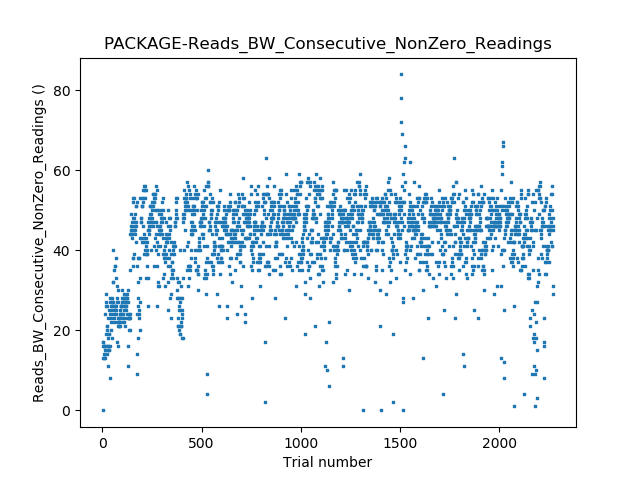 PACKAGE-Reads_BW_Consecutive_NonZero_Readings
Reads_BW_Consecutive_NonZero_Readings ()
80
60
40
20
0
0 500 1000 1500 2000
Trial number